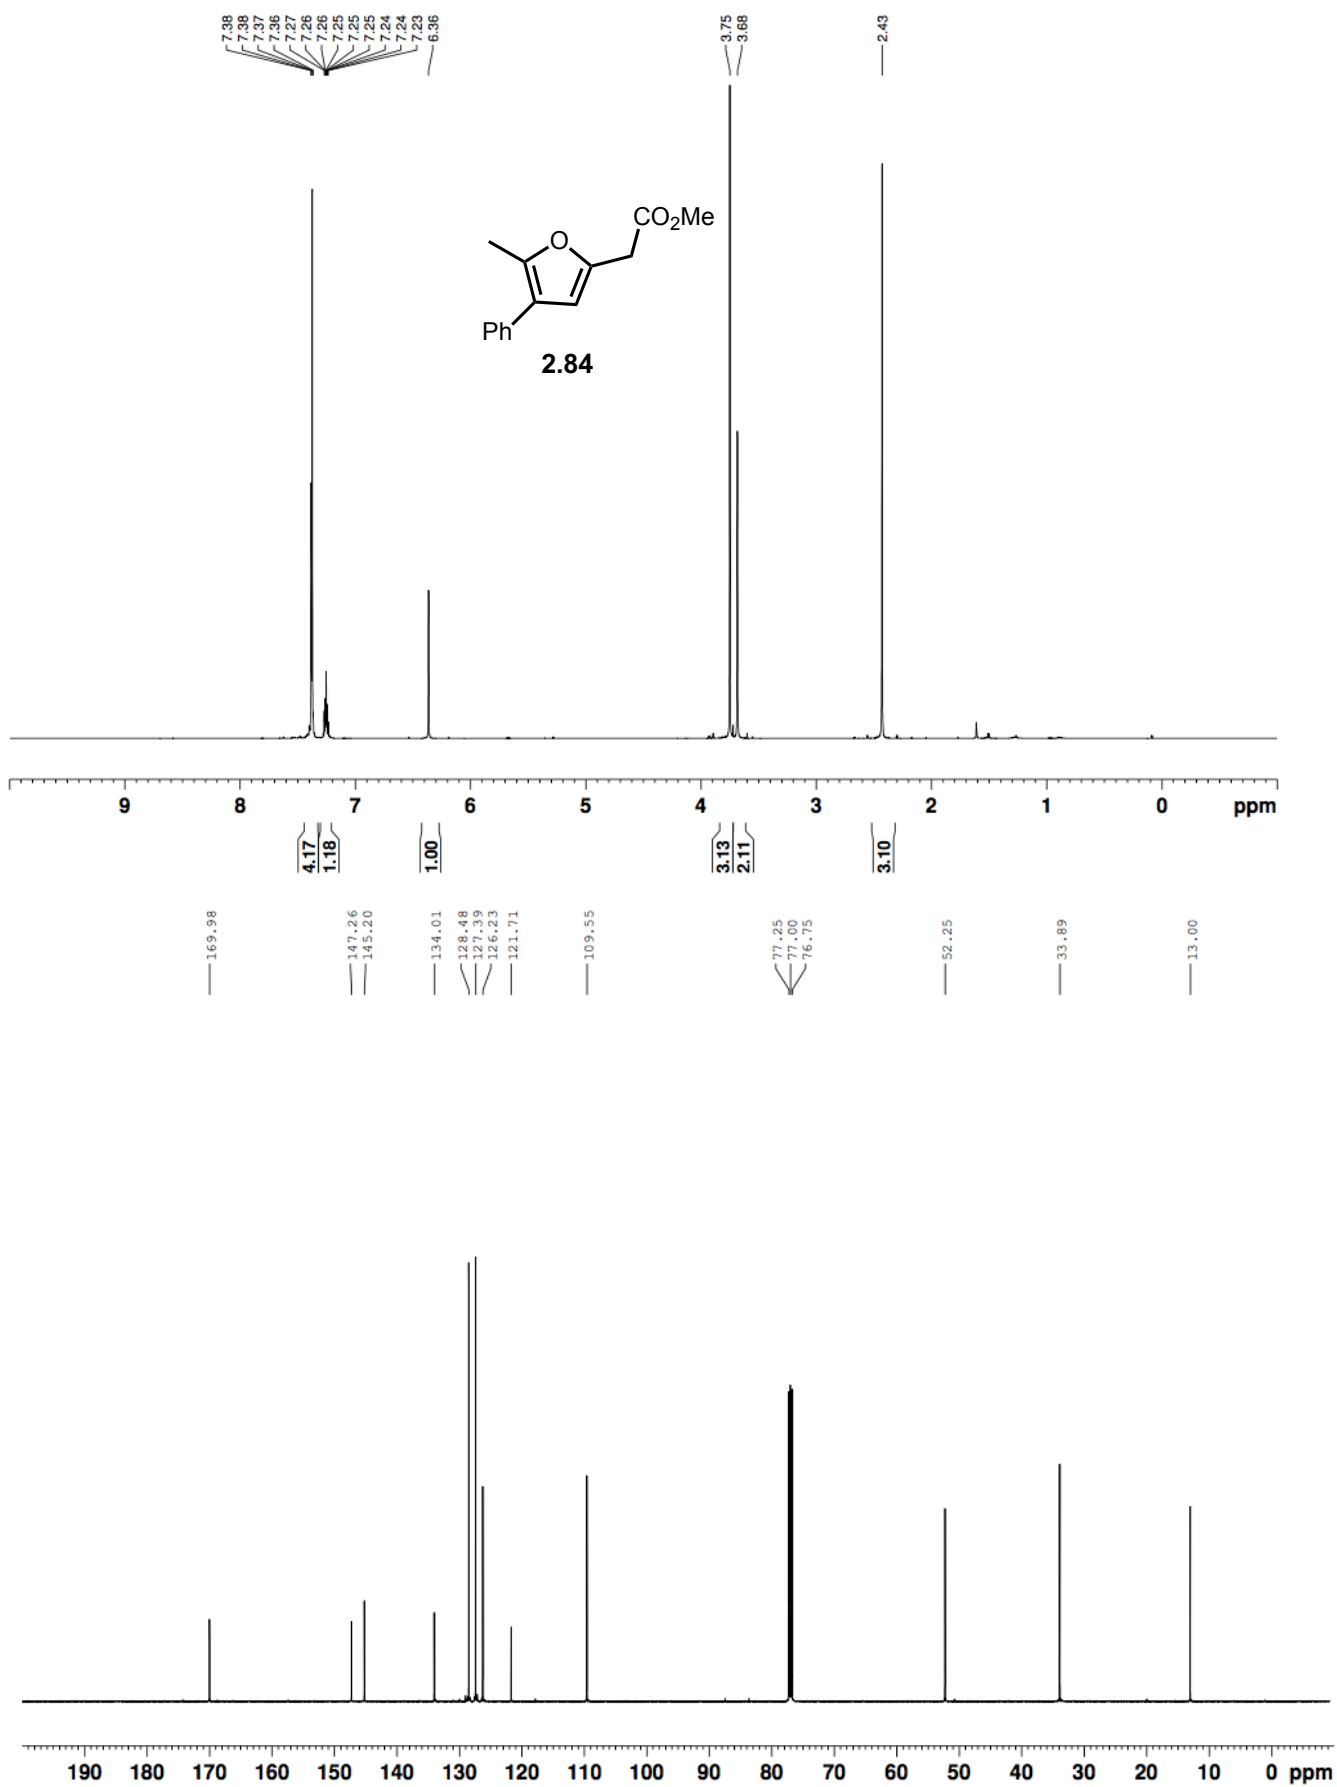 7.38 7.38 7.37 7.36 7.27 7.26 7.26 7.25 7.25 7.25 7.24 7.24 7.23 6.36 3.75 3.68 2.43
CO2Me
O
Ph
2.84
9 8 7 6 5 4 3 2 1 0 ppm
4.17 1.18 1.00 3.13 2.11 3.10
169.98 147.26 145.20 134.01 128.48 127.39 126.23 121.71 109.55 77.25 77.00 76.75 52.25 33.89 13.00
190 180 170 160 150 140 130 120 110 100 90 80 70 60 50 40 30 20 10 0 ppm